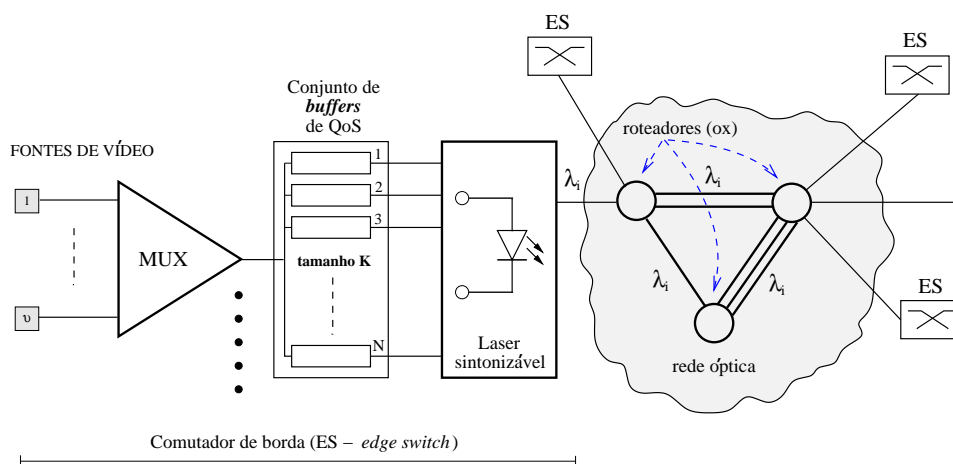 ES
ES
Conjunto de
buffers
de QoS
roteadores (ox)
FONTES DE VÍDEO
1
2
3
N
tamanho K
1
υ
MUX
Laser
sintonizável
λi
λi
λi
λi
ES
rede óptica
Comutador de borda (ES – edge switch)